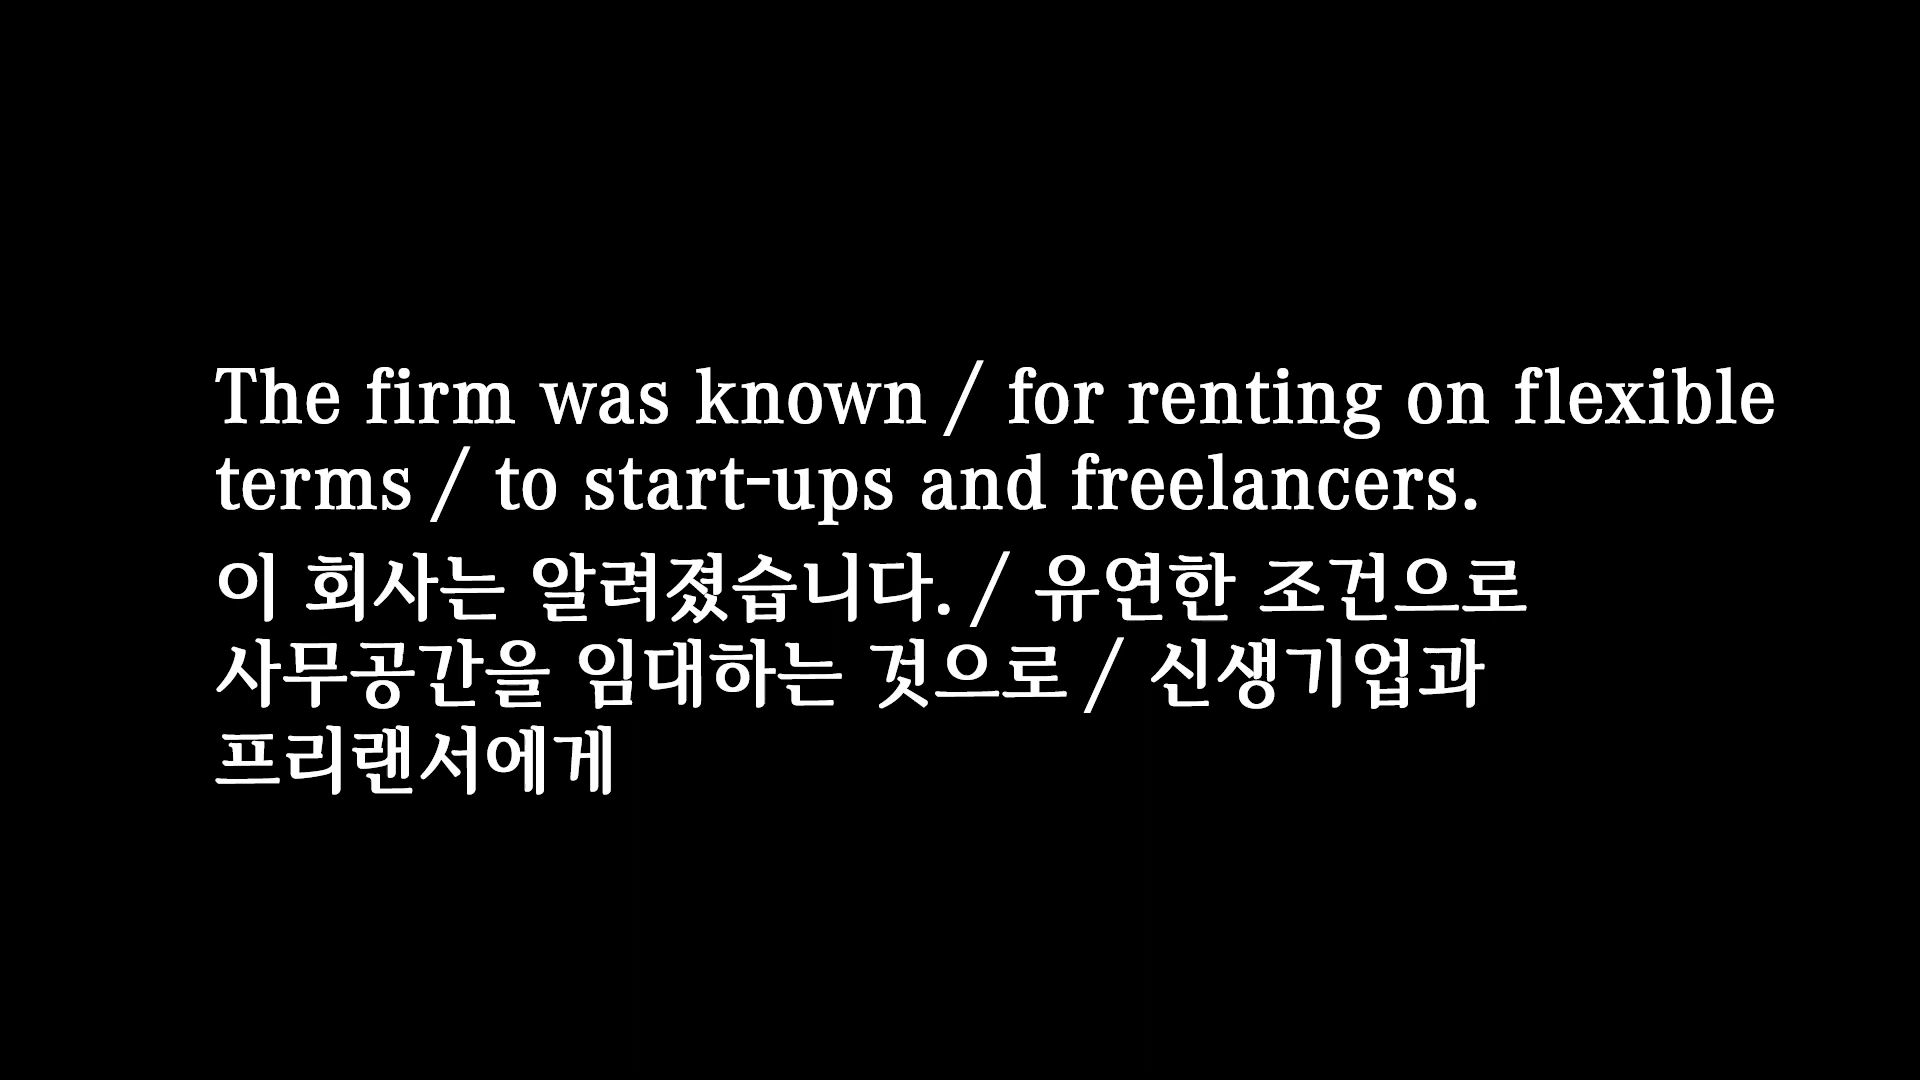 The firm was known / for renting on flexible
terms / to start-ups and freelancers.
이 회사는 알려졌습니다. / 유연한 조건으로
사무공간을 임대하는 것으로 / 신생기업과
프리랜서에게